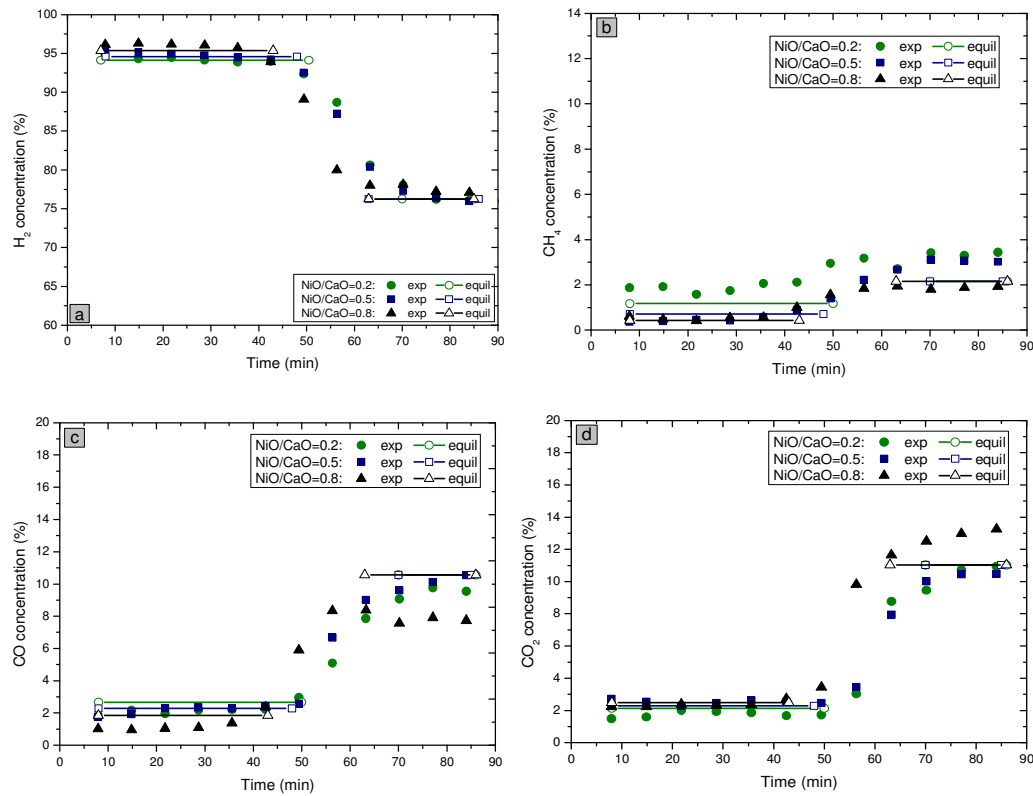 100
95
90
85
80
75
70
65
60
H2 concentration (%)
a
NiO/CaO=0.2: exp equil
NiO/CaO=0.5: exp equil
NiO/CaO=0.8: exp equil
0 10 20 30 40 50 60 70 80 90
Time (min)
14
12
10
8
6
4
2
0
CH4 concentration (%)
b
NiO/CaO=0.2: exp equil
NiO/CaO=0.5: exp equil
NiO/CaO=0.8: exp equil
0 10 20 30 40 50 60 70 80 90
Time (min)
20
18
16
14
12
10
8
6
4
2
0
CO concentration (%)
c
NiO/CaO=0.2: exp equil
NiO/CaO=0.5: exp equil
NiO/CaO=0.8: exp equil
0 10 20 30 40 50 60 70 80 90
Time (min)
20
18
16
14
12
10
8
6
4
2
0
CO2 concentration (%)
d
NiO/CaO=0.2: exp equil
NiO/CaO=0.5: exp equil
NiO/CaO=0.8: exp equil
0 10 20 30 40 50 60 70 80 90
Time (min)